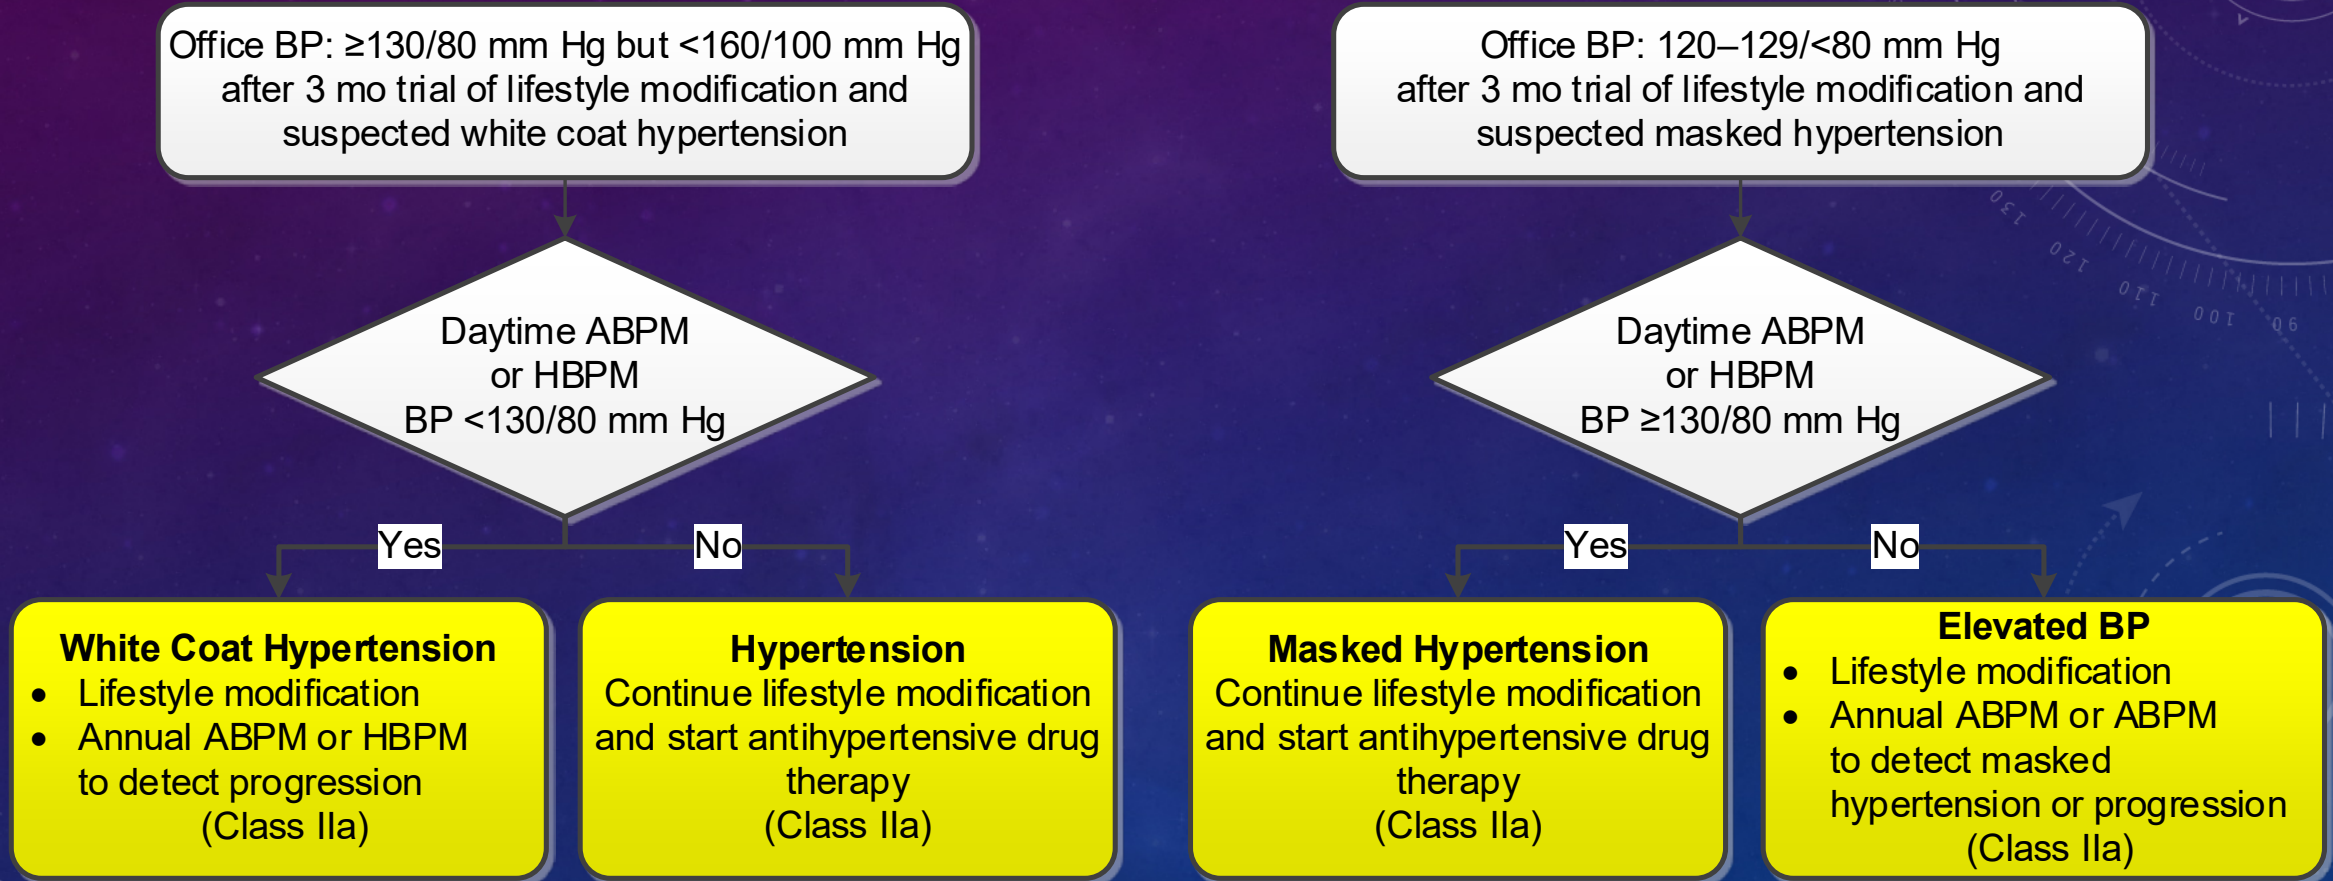 Office BP: ≥130/80 mm Hg but <160/100 mm Hg
after 3 mo trial of lifestyle modification and
suspected white coat hypertension
Daytime ABPM
or HBPM
BP <130/80 mm Hg
Yes
No
White Coat Hypertension
• Lifestyle modification
• Annual ABPM or HBPM
to detect progression
(Class IIa)
Hypertension
Continue lifestyle modification
and start antihypertensive drug
therapy
(Class IIa)
Office BP: 120–129/<80 mm Hg
after 3 mo trial of lifestyle modification and
suspected masked hypertension
Daytime ABPM
or HBPM
BP ≥130/80 mm Hg
Yes
No
Masked Hypertension
Continue lifestyle modification
and start antihypertensive drug
therapy
(Class IIa)
Elevated BP
• Lifestyle modification
• Annual ABPM or ABPM
to detect masked
hypertension or progression
(Class IIa)
130
120
110
100
90